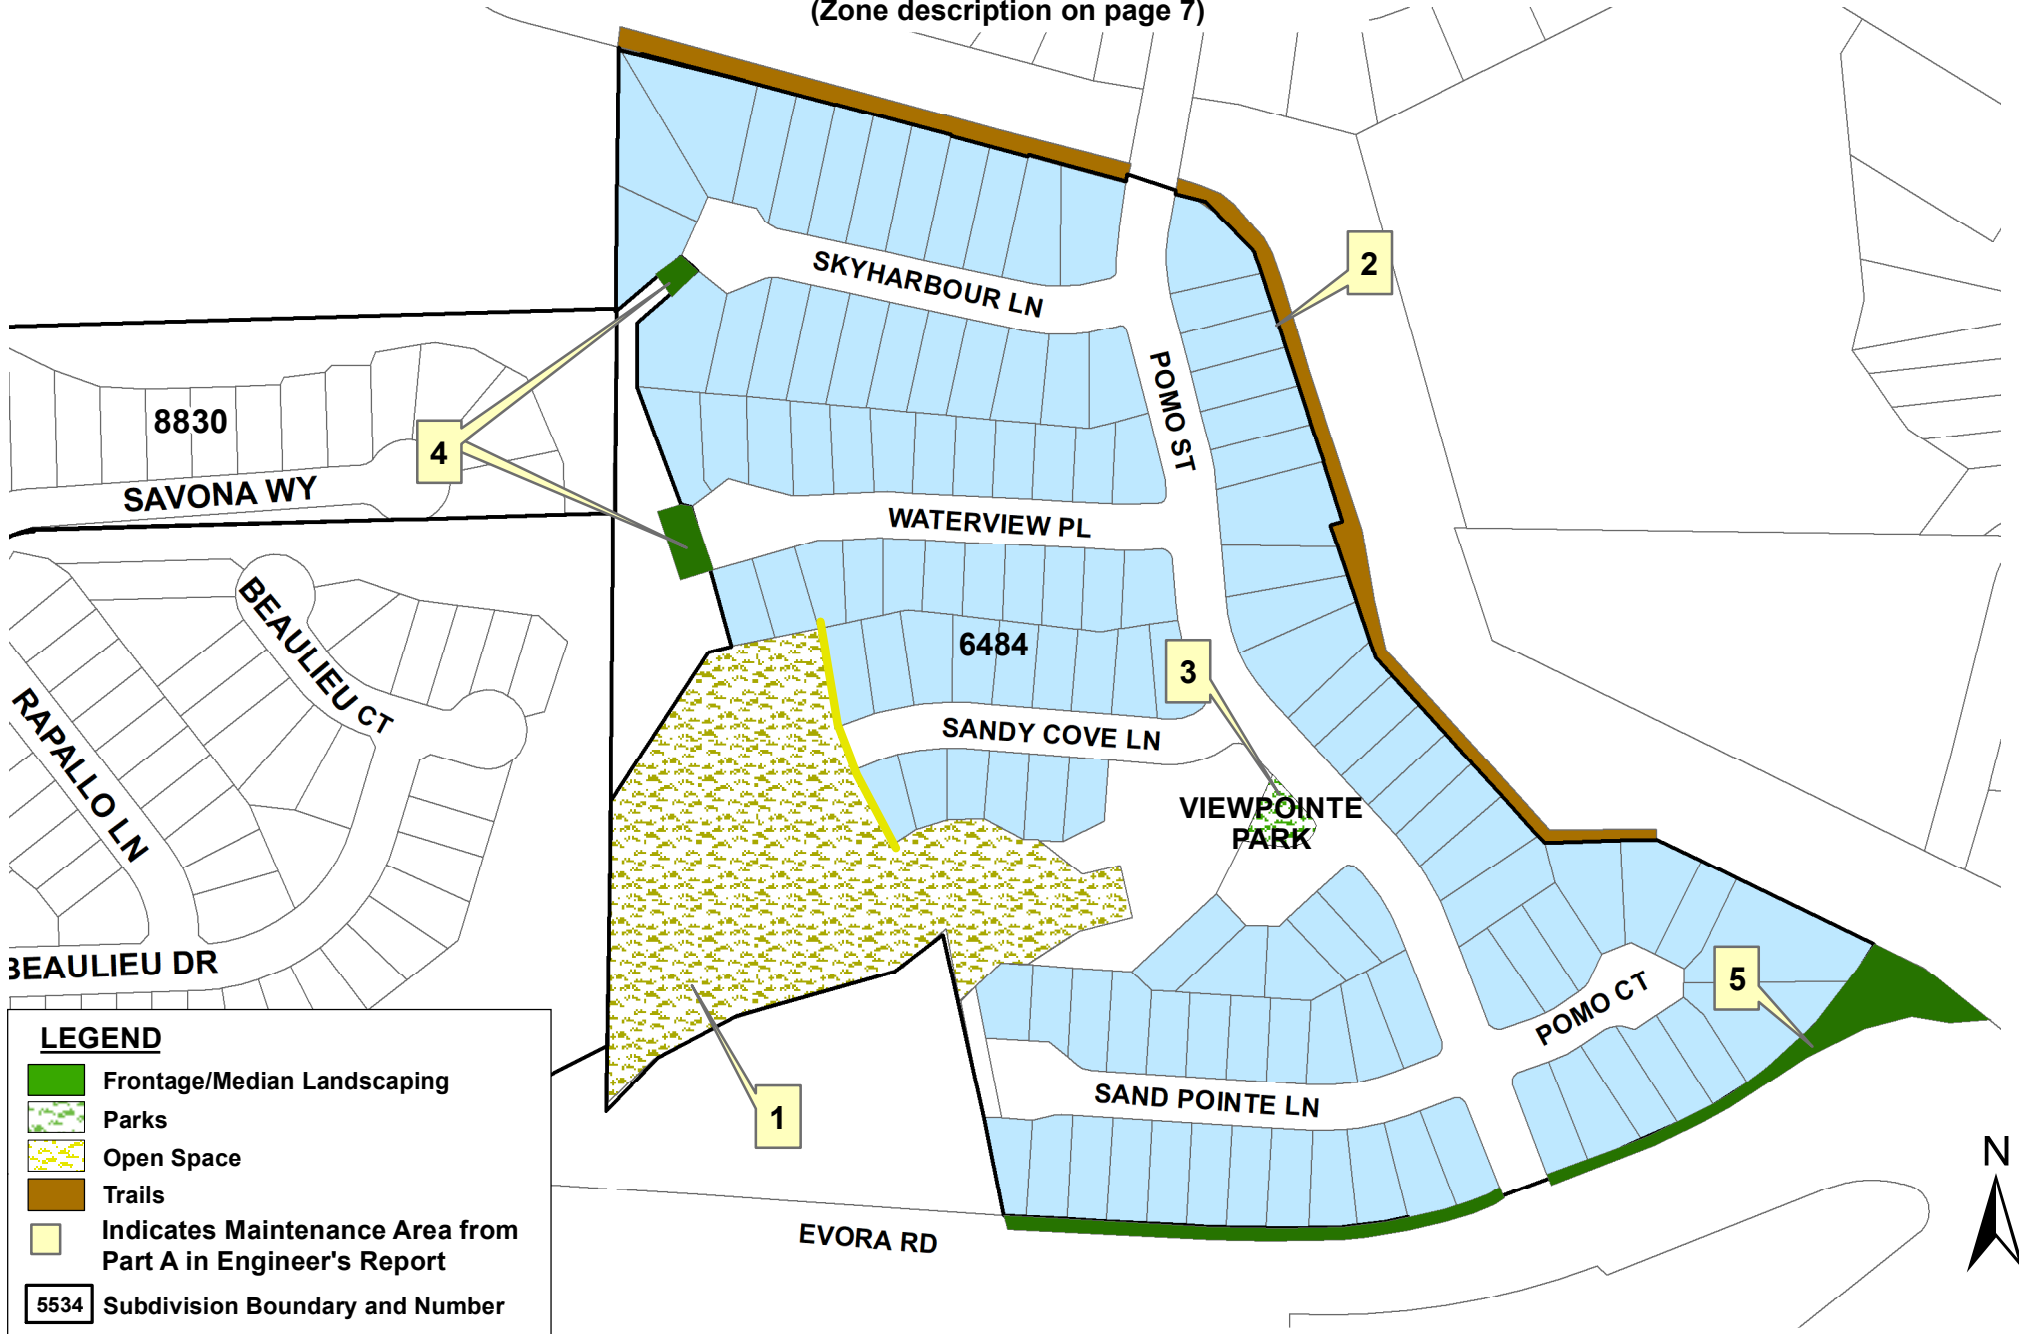 (Zone description on page 7)
2
SKYHARBOUR LN
POMO ST
8830
4
SAVONA WY
WATERVIEW PL
BEAULIEU CT
6484
3
RAPALLO LN
SANDY COVE LN
VIEWPOINTE
PARK
BEAULIEU DR
5
POMO CT
LEGEND
Frontage/Median Landscaping
Parks
Open Space
Trails
Indicates Maintenance Area from
Part A in Engineer's Report
5534 Subdivision Boundary and Number
1
SAND POINTE LN
EVORA RD
N